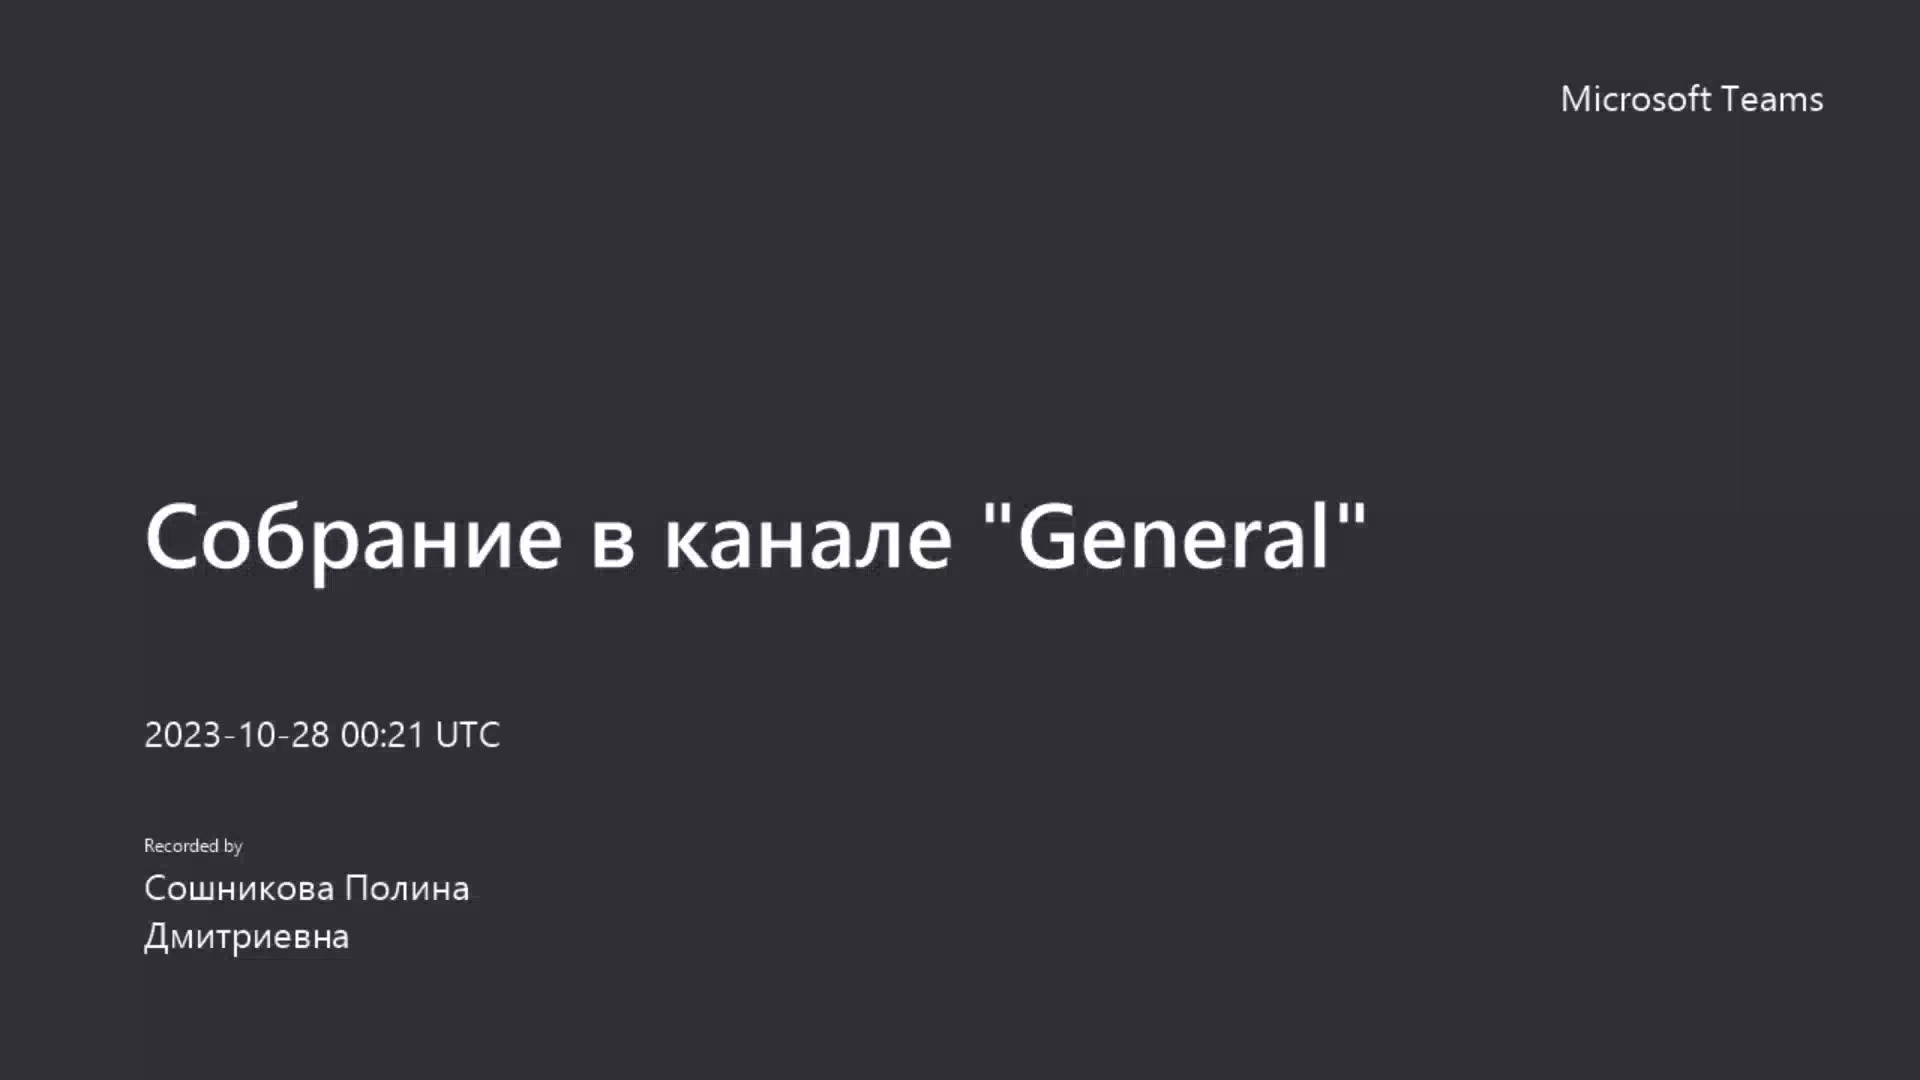 Microsoft Teams
Собрание в канале "General"
2023-10-28 00:21 UTC
Recorded by
Сошникова Полина
Дмитриевна